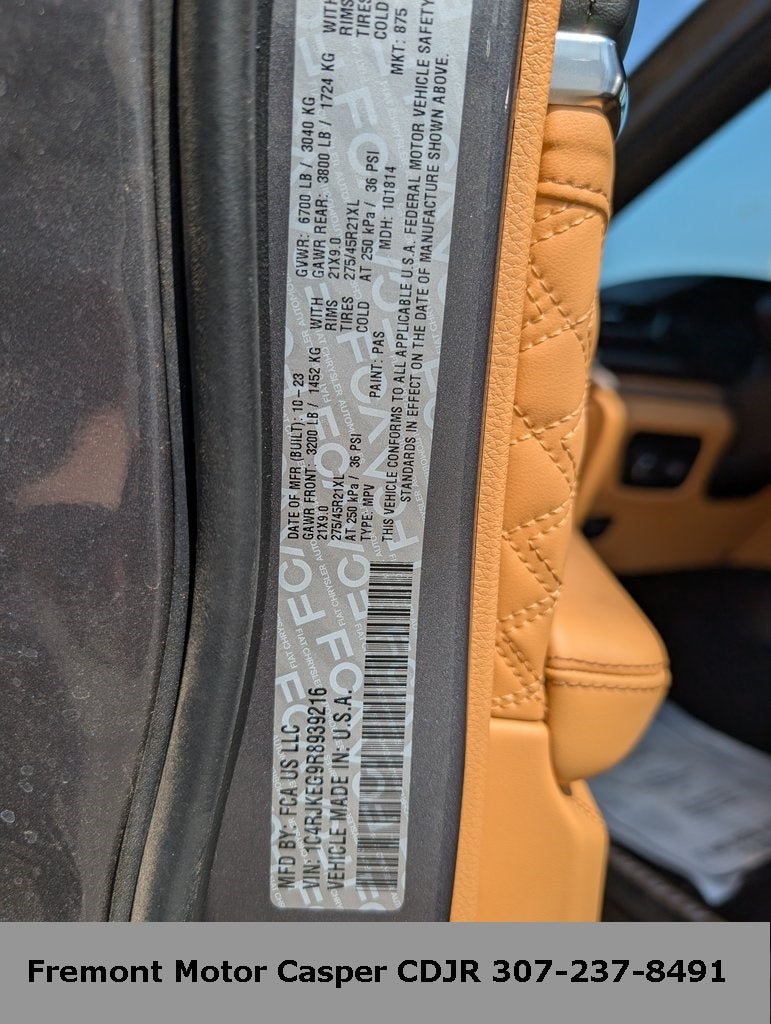 MFD BY: FCA US LLC
VIN: 1C4RJKEG9R8939216
VEHICLE MADE IN: U.S.A.
DATE OF MFR (BUILT): 10-23 GVWR: 6700 LB / 3040 KG
GAWR FRONT: 3200 LB / 1452 KG WITH GAWR REAR: 3800 LB / 1724 KG WITH
21X9.0 RIMS 21X9.0 RIMS
275/45R21XL TIRES 275/45R21XL TIRES
AT 250 kPa / 36 PSI COLD AT 250 kPa / 36 PSI COLD
TYPE: MPV PAINT: PAS MDH: 101814 MKT: 875
THIS VEHICLE CONFORMS TO ALL APPLICABLE U.S.A. FEDERAL MOTOR VEHICLE SAFETY
STANDARDS IN EFFECT ON THE DATE OF MANUFACTURE SHOWN ABOVE.
Fremont Motor Casper CDJR 307-237-8491